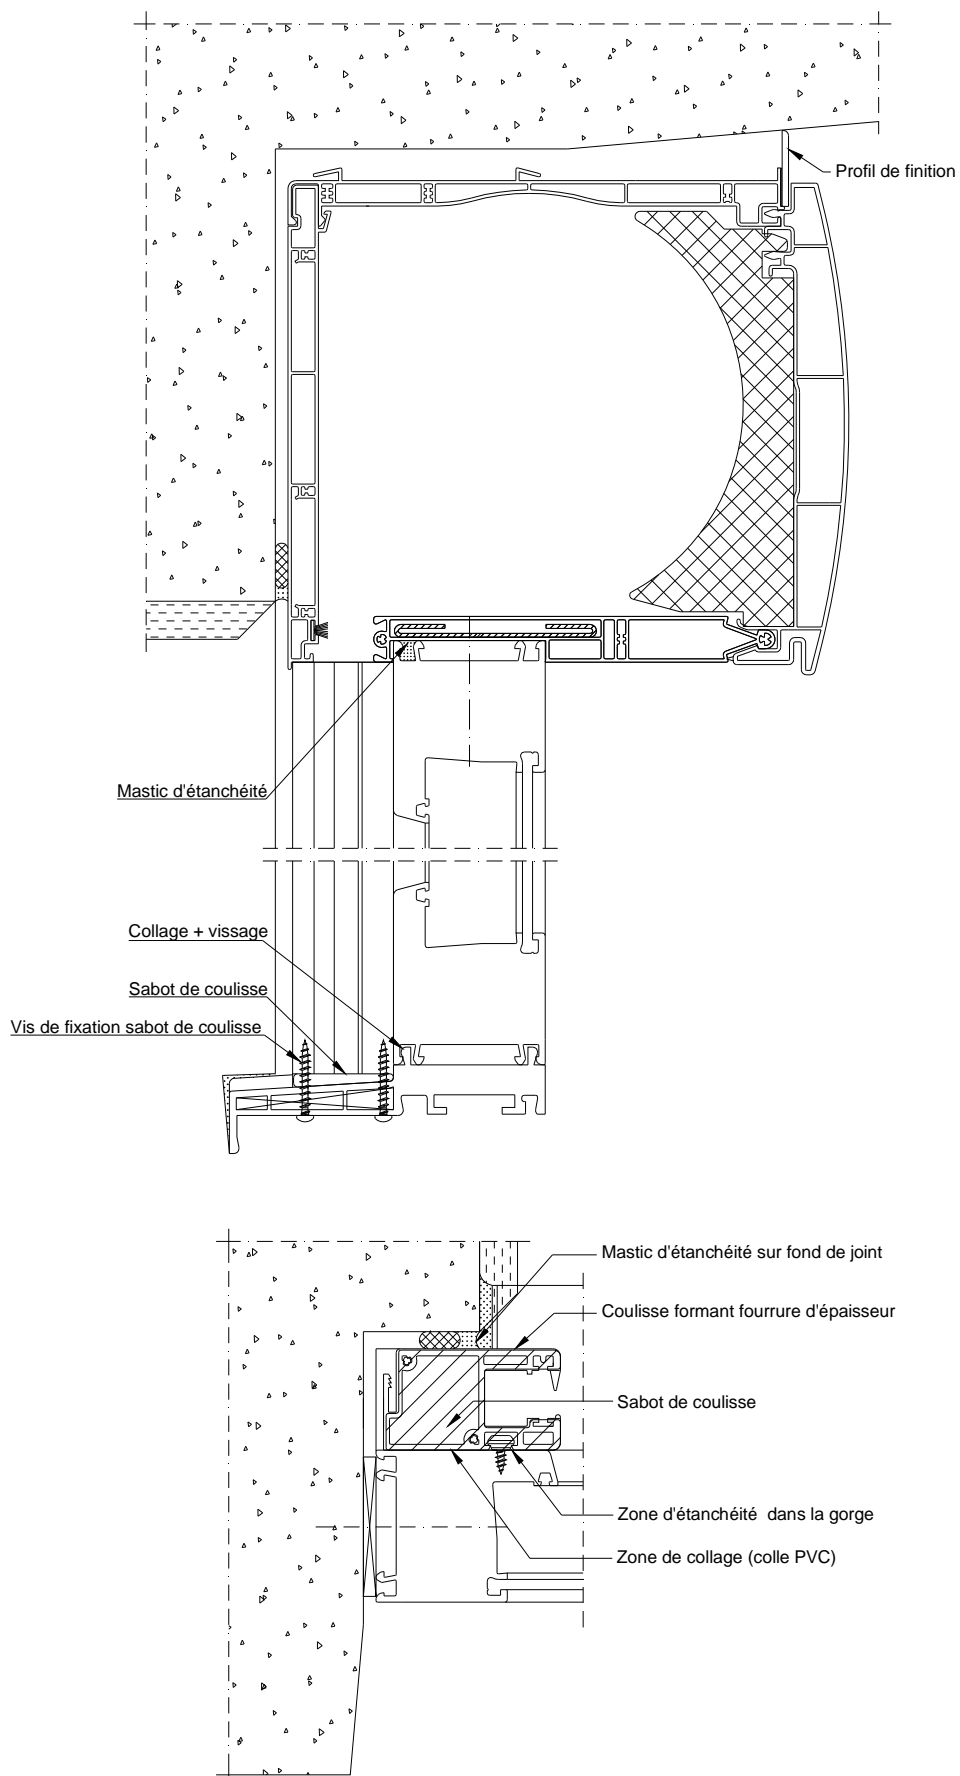 Profil de finition
Mastic d'étanchéité
Collage + vissage
Sabot de coulisse
Vis de fixation sabot de coulisse
Mastic d'étanchéité sur fond de joint
Coulisse formant fourrure d'épaisseur
Sabot de coulisse
Zone d'étanchéité dans la gorge
Zone de collage (colle PVC)